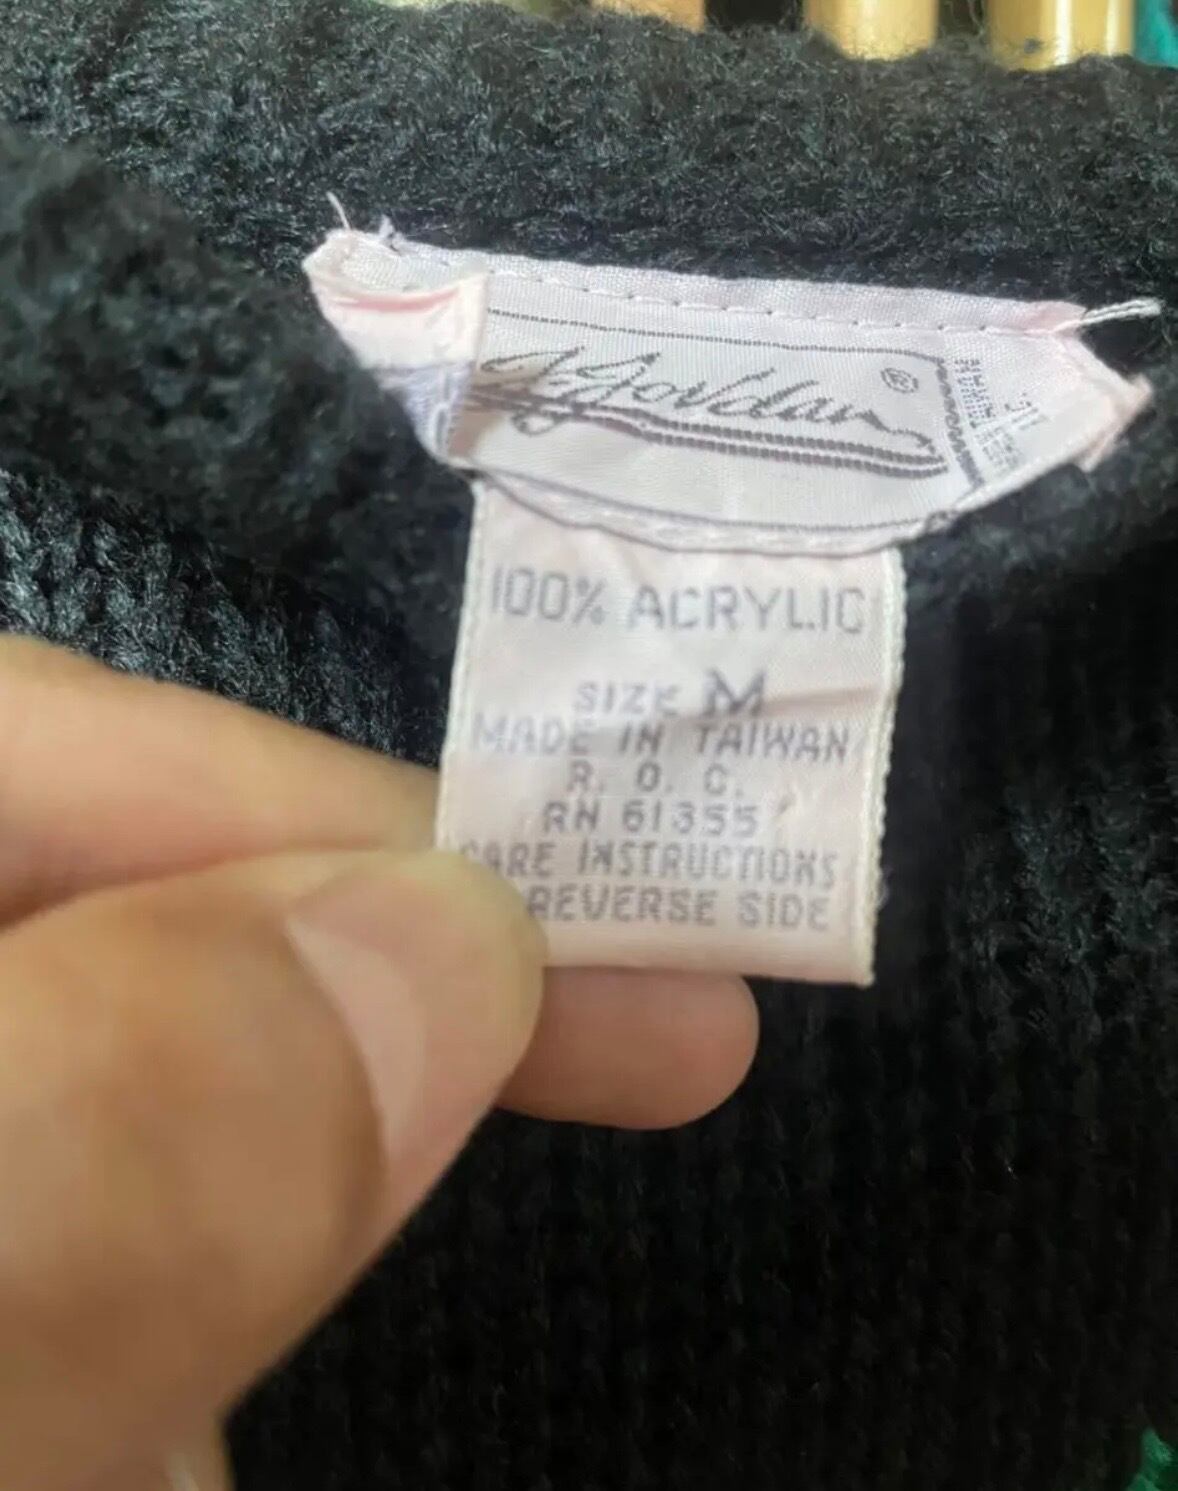 J. Jordan ®
100% ACRYLIC
SIZE M
MADE IN TAIWAN
R. O. C.
RN 61355
CARE INSTRUCTIONS
REVERSE SIDE